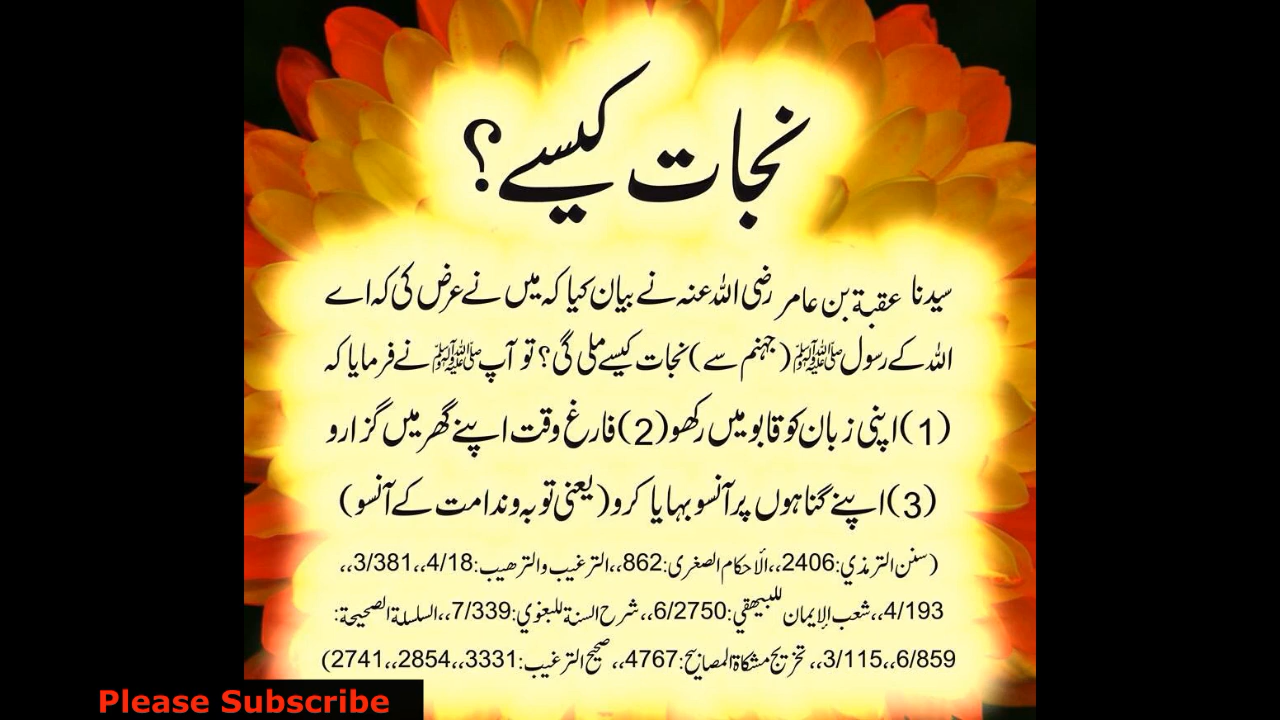 نجات کیسے؟
سیدنا عقبة بن عامر رضی اللہ عنہ نے بیان کیا کہ میں نے عرض کی کہ اے
اللہ کے رسول ﷺ (جہنم سے) نجات کیسے ملی گی؟ تو آپ ﷺ نے فرمایا کہ
(1) اپنی زبان کو قابو میں رکھو (2) فارغ وقت اپنے گھر میں گزارو
(3) اپنے گناہوں پر آنسو بہایا کرو (یعنی توبہ و ندامت کے آنسو)
(سنن الترمذي:2406،،الأحكام الصغرى:862،،الترغيب والترهيب:4/18،،3/381،،
4/193،،شعب الإيمان للبيهقي:6/2750،،شرح السنة للبغوي:7/339،،السلسلة الصحيحة:
6/859،،3/115،،تخريج مشكاة المصابيح:4767،،صحيح الترغيب:3331،،2854،،2741)
Please Subscribe